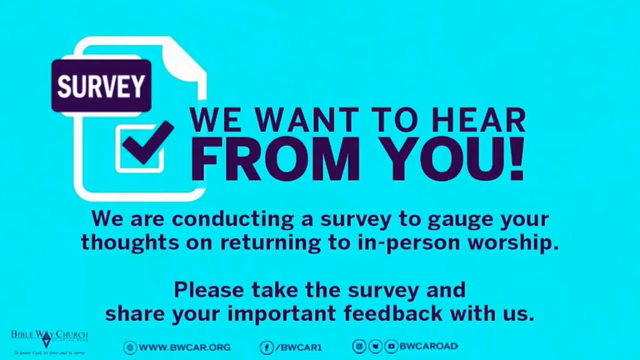 SURVEY
WE WANT TO HEAR
FROM YOU!
We are conducting a survey to gauge your
thoughts on returning to in-person worship.
Please take the survey and
share your important feedback with us.
BIBLE WAY CHURCH
WWW.BWCAR.ORG
/BWCAR1
BWCAROAD